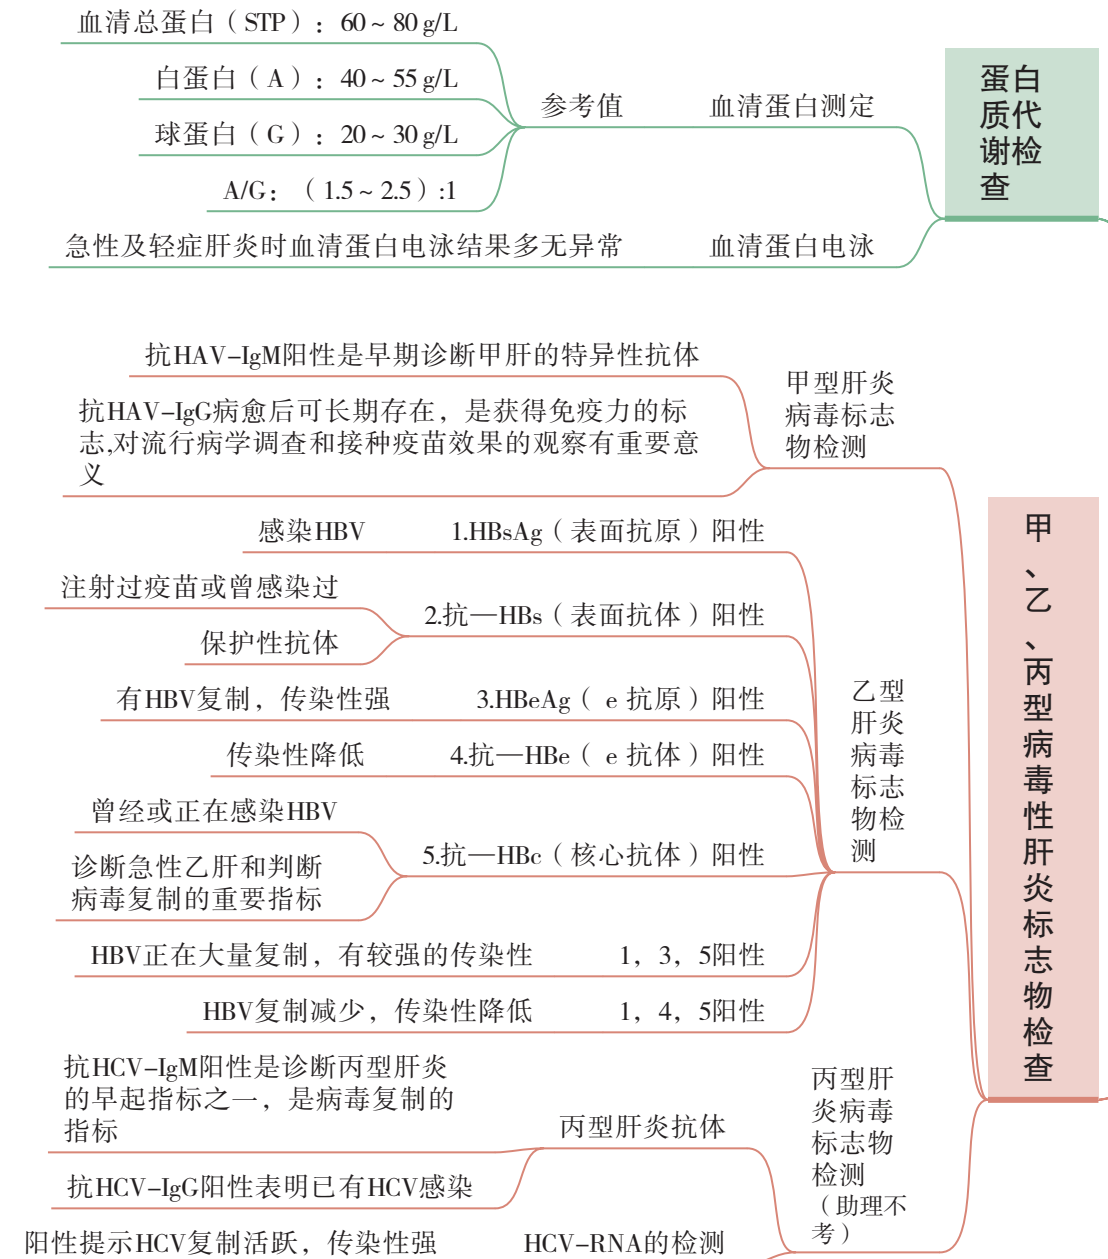 血清总蛋白（STP）：60～80 g/L
白蛋白（A）：40～55 g/L
球蛋白（G）：20～30 g/L
A/G：（1.5～2.5）:1
参考值
血清蛋白测定
急性及轻症肝炎时血清蛋白电泳结果多无异常
血清蛋白电泳
蛋白
质代
谢检
查
抗HAV–IgM阳性是早期诊断甲肝的特异性抗体
抗HAV–IgG病愈后可长期存在，是获得免疫力的标
志,对流行病学调查和接种疫苗效果的观察有重要意
义
甲型肝炎
病毒标志
物检测
感染HBV
1.HBsAg（表面抗原）阳性
注射过疫苗或曾感染过
保护性抗体
2.抗—HBs（表面抗体）阳性
有HBV复制，传染性强
3.HBeAg（ e 抗原）阳性
传染性降低
4.抗—HBe（ e 抗体）阳性
曾经或正在感染HBV
诊断急性乙肝和判断
病毒复制的重要指标
5.抗—HBc（核心抗体）阳性
HBV正在大量复制，有较强的传染性
1，3，5阳性
HBV复制减少，传染性降低
1，4，5阳性
乙型
肝炎
病毒
标志
物检
测
抗HCV–IgM阳性是诊断丙型肝炎
的早起指标之一，是病毒复制的
指标
抗HCV–IgG阳性表明已有HCV感染
丙型肝炎抗体
阳性提示HCV复制活跃，传染性强
HCV–RNA的检测
丙型肝
炎病毒
标志物
检测
（助理不
考）
甲
、
乙
、
丙
型
病
毒
性
肝
炎
标
志
物
检
查